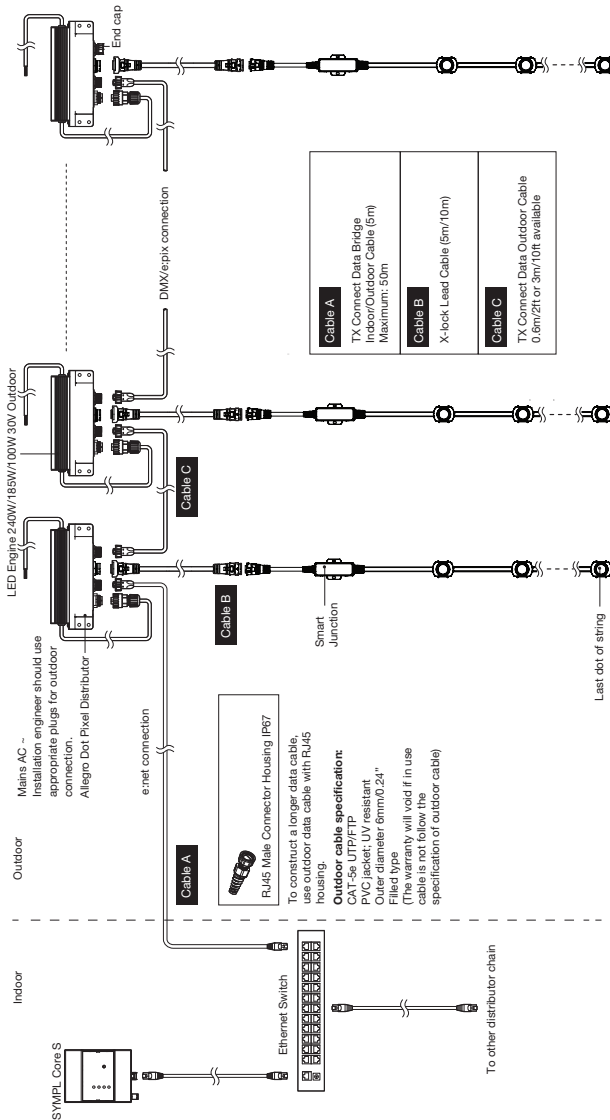 Indoor
Outdoor
SYMPL Core S
Ethernet Switch
To other distributor chain
Mains AC ~
Installation engineer should use
appropriate plugs for outdoor
connection.
Allegro Dot Pixel Distributor
e:net connection
Cable A
RJ45 Male Connector Housing IP67
To construct a longer data cable,
use outdoor data cable with RJ45
housing.
Outdoor cable specification:
CAT-5e UTP/FTP
PVC jacket; UV resistant
Outer diameter 6mm/0.24"
Filled type
(The warranty will void if in use
cable is not follow the
specification of outdoor cable)
LED Engine 240W/185W/100W 30V Outdoor
Cable B
Cable C
Smart
Junction
Last dot of string
DMX/e:pix connection
End cap
Cable A
TX Connect Data Bridge
Indoor/Outdoor Cable (5m)
Maximum: 50m
Cable B
X-lock Lead Cable (5m/10m)
Cable C
TX Connect Data Outdoor Cable
0.6m/2ft or 3m/10ft available